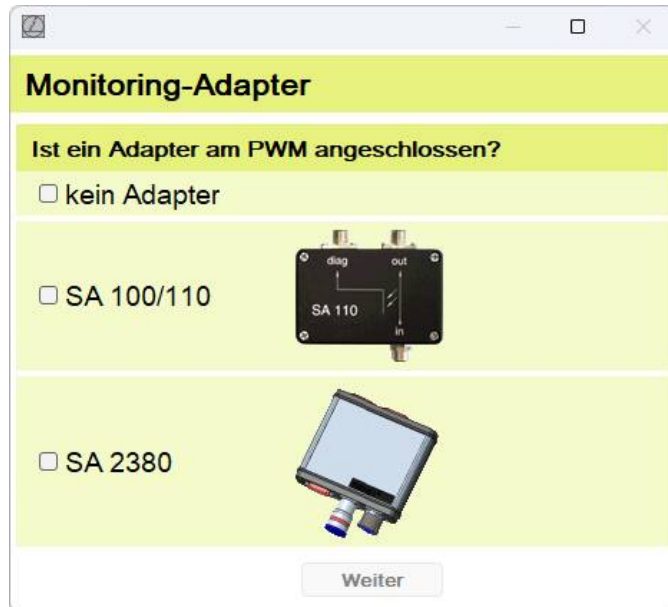 Monitoring-Adapter
Ist ein Adapter am PWM angeschlossen?
kein Adapter
diag out
SA 100/110
SA 110
in
SA 2380
Weiter